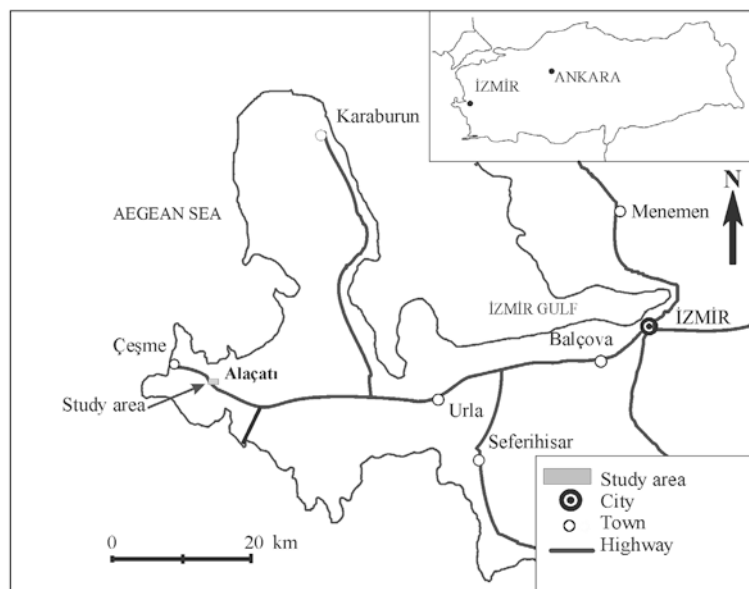 İZMİR
ANKARA
Karaburun
N
AEGEAN SEA
Menemen
İZMİR GULF
İZMİR
Balçova
Çeşme
Alaçatı
Study area
Urla
Seferihisar
Study area
City
Town
Highway
0 20 km